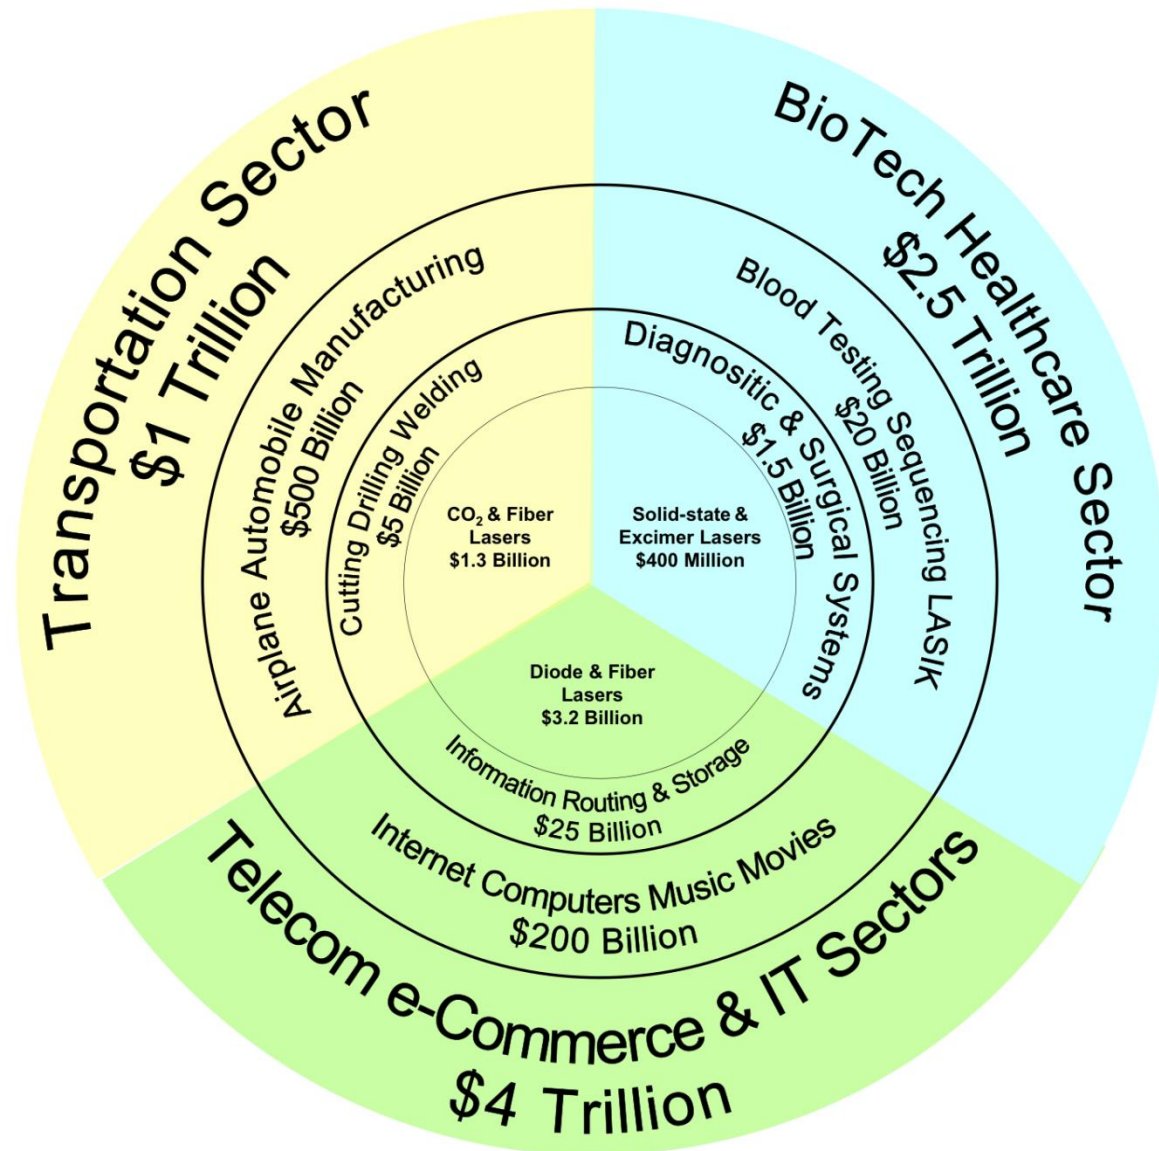 Transportation Sector
$1 Trillion
Airplane Automobile Manufacturing
$500 Billion
Cutting Drilling Welding
$5 Billion
CO₂ & Fiber
Lasers
$1.3 Billion
BioTech Healthcare Sector
$2.5 Trillion
Blood Testing Sequencing LASIK
$20 Billion
Diagnositic & Surgical Systems
$1.5 Billion
Solid-state &
Excimer Lasers
$400 Million
Diode & Fiber
Lasers
$3.2 Billion
Information Routing & Storage
$25 Billion
Internet Computers Music Movies
$200 Billion
Telecom e-Commerce & IT Sectors
$4 Trillion